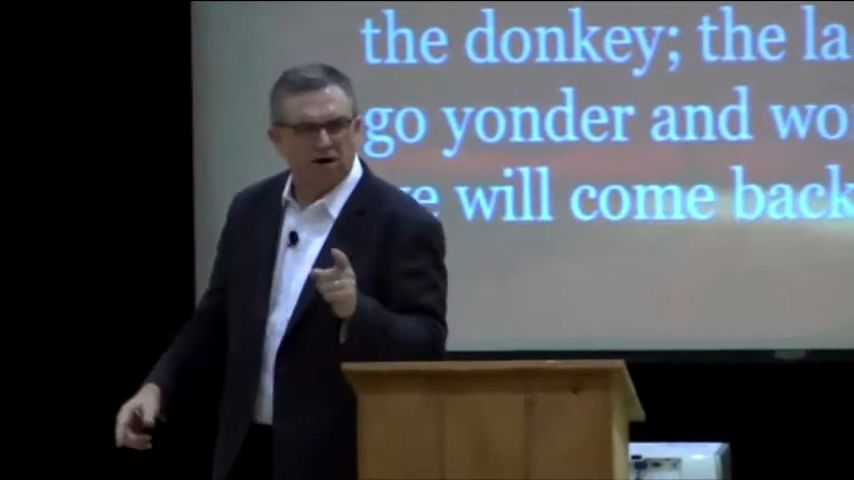 the donkey; the
go yonder and
will come back